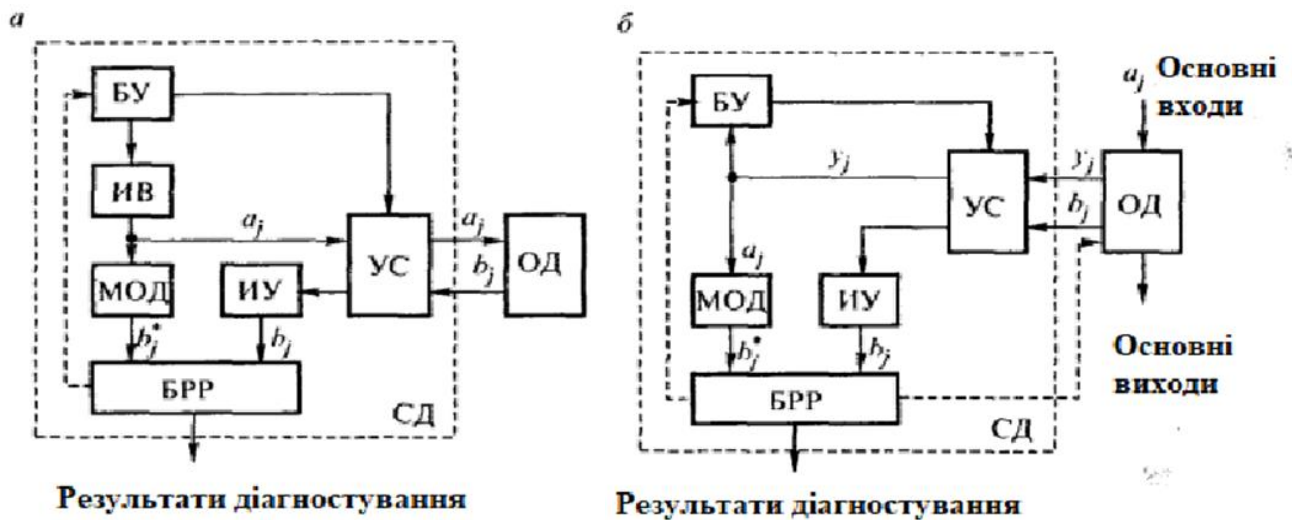 а
БУ
ИВ
a_j
a_j
УС
ОД
b_j
МОД
ИУ
b_j^*
b_j
БРР
СД
Результати діагностування
б
a_j Основні
входи
БУ
y_j
y_j
УС
ОД
b_j
a_j
МОД
ИУ
b_j^*
b_j
Основні
виходи
БРР
СД
Результати діагностування